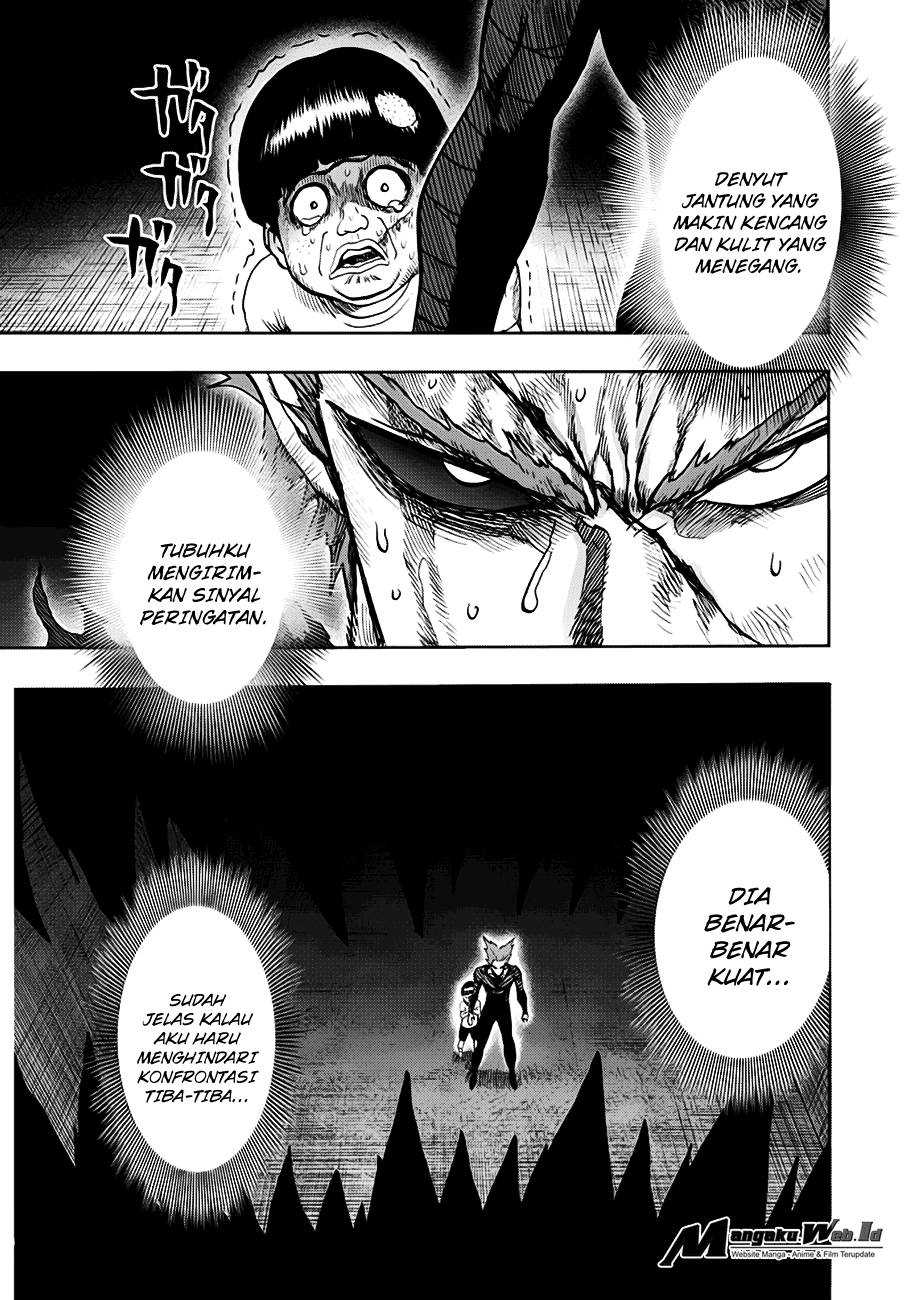 ガタ
ガタ
ガタ
DENYUT
JANTUNG YANG
MAKIN KENCANG
DAN KULIT YANG
MENEGANG.
TUBUHKU
MENGIRIM-
KAN SINYAL
PERINGATAN.
DIA
BENAR-
BENAR
KUAT...
SUDAH
JELAS KALAU
AKU HARU
MENGHINDARI
KONFRONTASI
TIBA-TIBA...
Mangaku.Web.Id
Website Manga - Anime & Film Terupdate